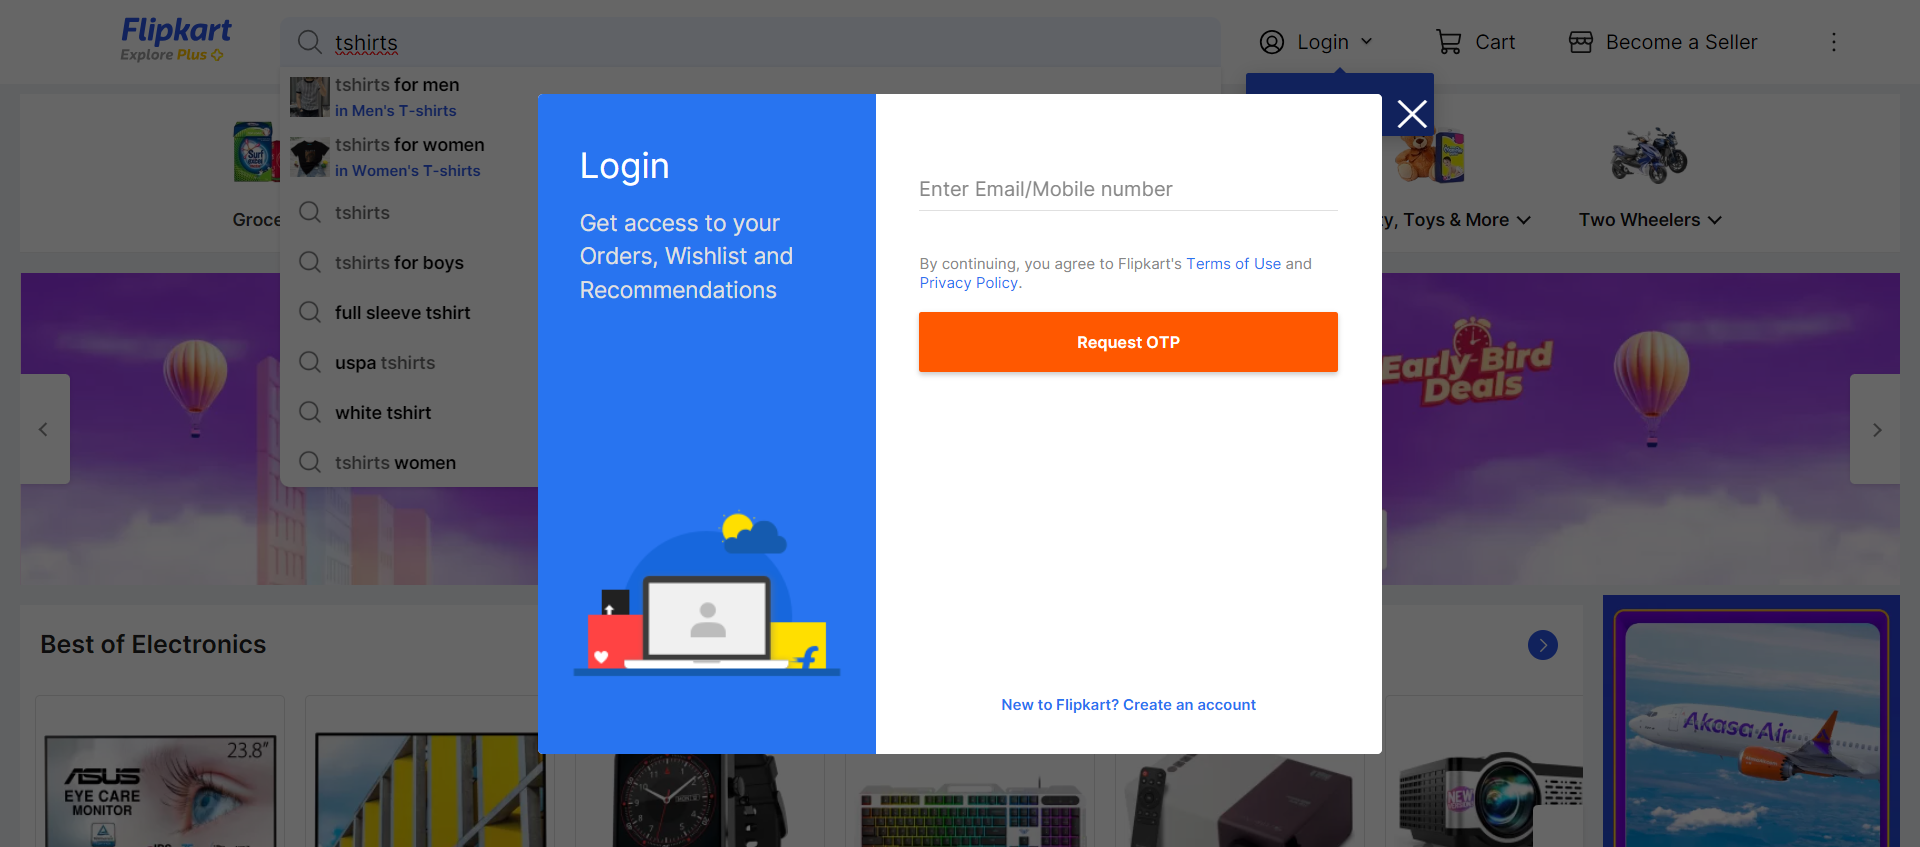 Flipkart
Explore Plus
tshirts
Login
Cart
Become a Seller
tshirts for men
in Men's T-shirts
tshirts for women
in Women's T-shirts
tshirts
tshirts for boys
full sleeve tshirt
uspa tshirts
white tshirt
tshirts women
Login
Get access to your
Orders, Wishlist and
Recommendations
Enter Email/Mobile number
By continuing, you agree to Flipkart's Terms of Use and
Privacy Policy.
Request OTP
New to Flipkart? Create an account
Surf
excel
Groce
y, Toys & More
Two Wheelers
Early-Bird
Deals
Best of Electronics
23.8"
ASUS
EYE CARE
MONITOR
NEW
Akasa Air